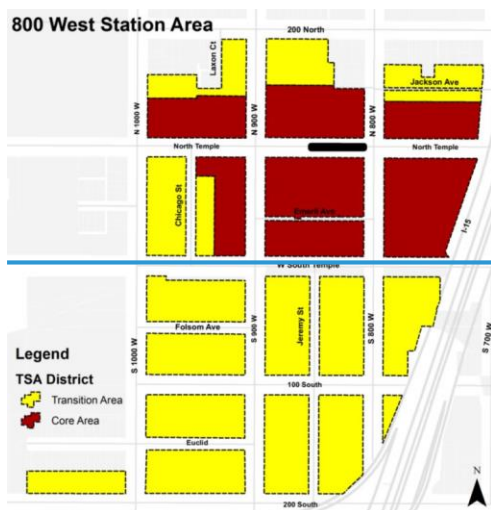 800 West Station Area
200 North
Laxon Ct
Jackson Ave
N 1000 W
N 900 W
N 800 W
North Temple
North Temple
Chicago St
I-15
W South Temple
S 1000 W
Folsom Ave
S 900 W
Jeremy St
S 800 W
S 700 W
Legend
TSA District
Transition Area
Core Area
100 South
Euclid
200 South
N